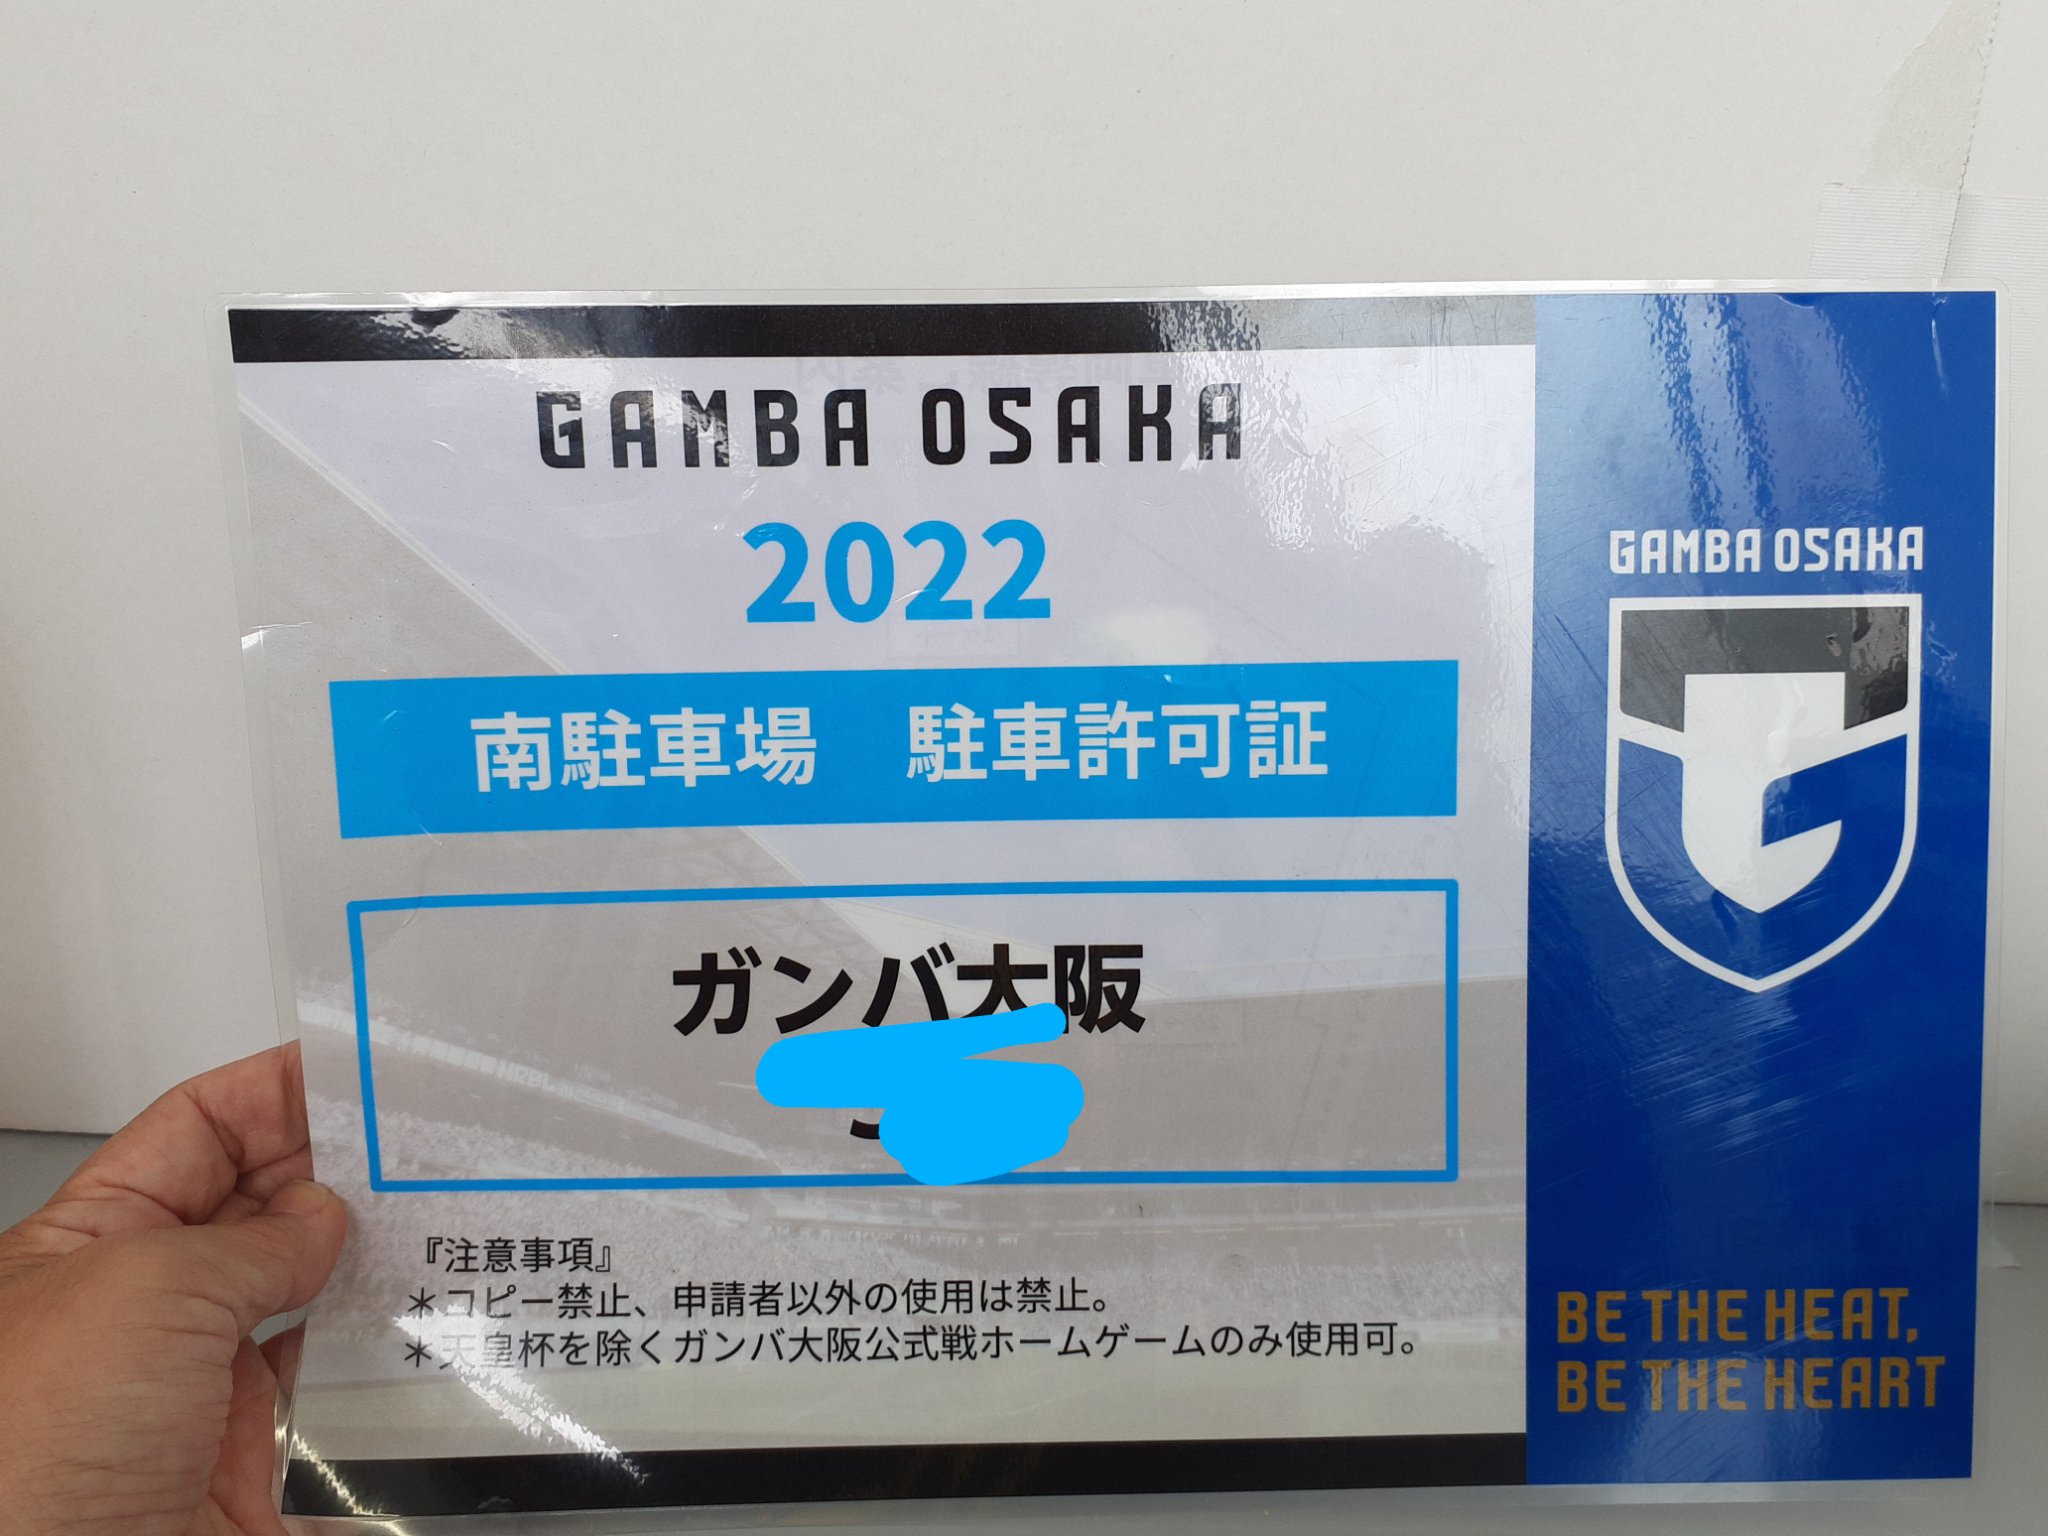 GAMBA OSAKA
2022
南駐車場 駐車許可証
ガンバ大阪
『注意事項』
＊コピー禁止、申請者以外の使用は禁止。
＊天皇杯を除くガンバ大阪公式戦ホームゲームのみ使用可。
GAMBA OSAKA
G
BE THE HEAT,
BE THE HEART